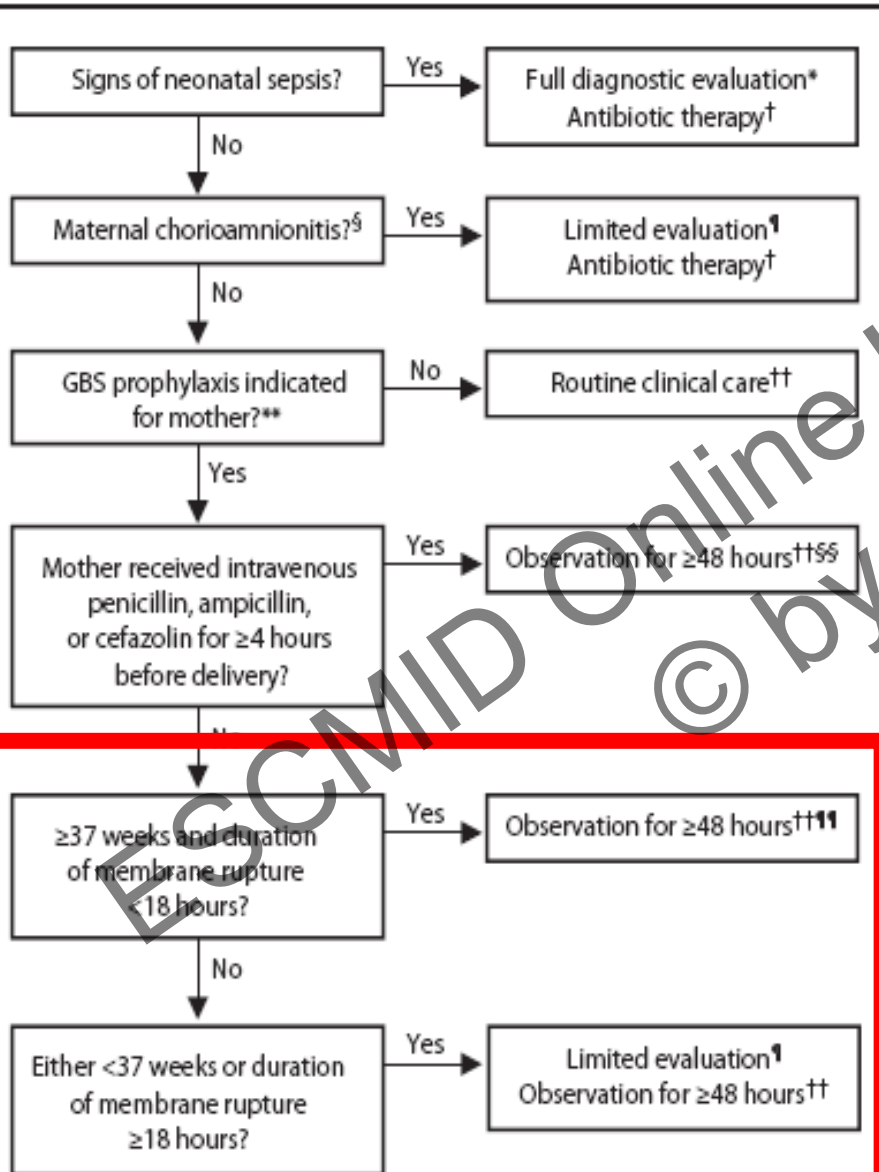 Signs of neonatal sepsis?
Yes
Full diagnostic evaluation*
Antibiotic therapy†
No
Maternal chorioamnionitis?§
Yes
Limited evaluation¶
Antibiotic therapy†
No
GBS prophylaxis indicated
for mother?**
No
Routine clinical care††
Yes
Mother received intravenous
penicillin, ampicillin,
or cefazolin for ≥4 hours
before delivery?
Yes
Observation for ≥48 hours††§§
No
≥37 weeks and duration
of membrane rupture
<18 hours?
Yes
Observation for ≥48 hours††¶¶
No
Either <37 weeks or duration
of membrane rupture
≥18 hours?
Yes
Limited evaluation¶
Observation for ≥48 hours††
ESCMID Online
© by